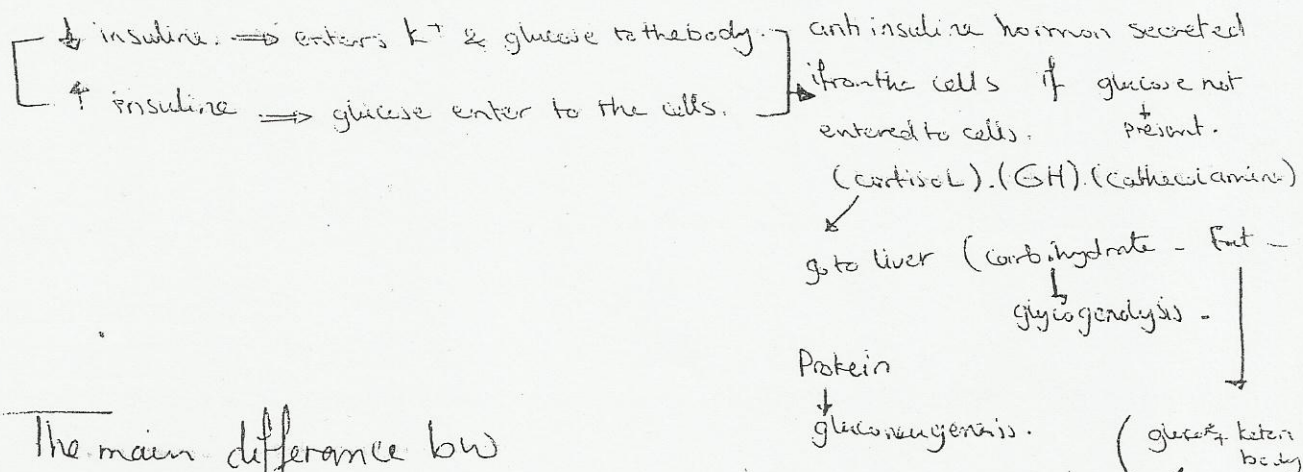 ↓ insuline. ⇒ enters K+ & glucose to the body.
↑ insuline ⇒ glucose enter to the cells.
anti insuline hormon secreted
from the cells if glucose not
entered to cells. present.
(cortisol).(GH).(cathecolamine)
go to liver (carbohydrate - Fat -
glycogenolysis -
Protein
gluconeugenesis.
(glucose + keton
body
The main differance bw